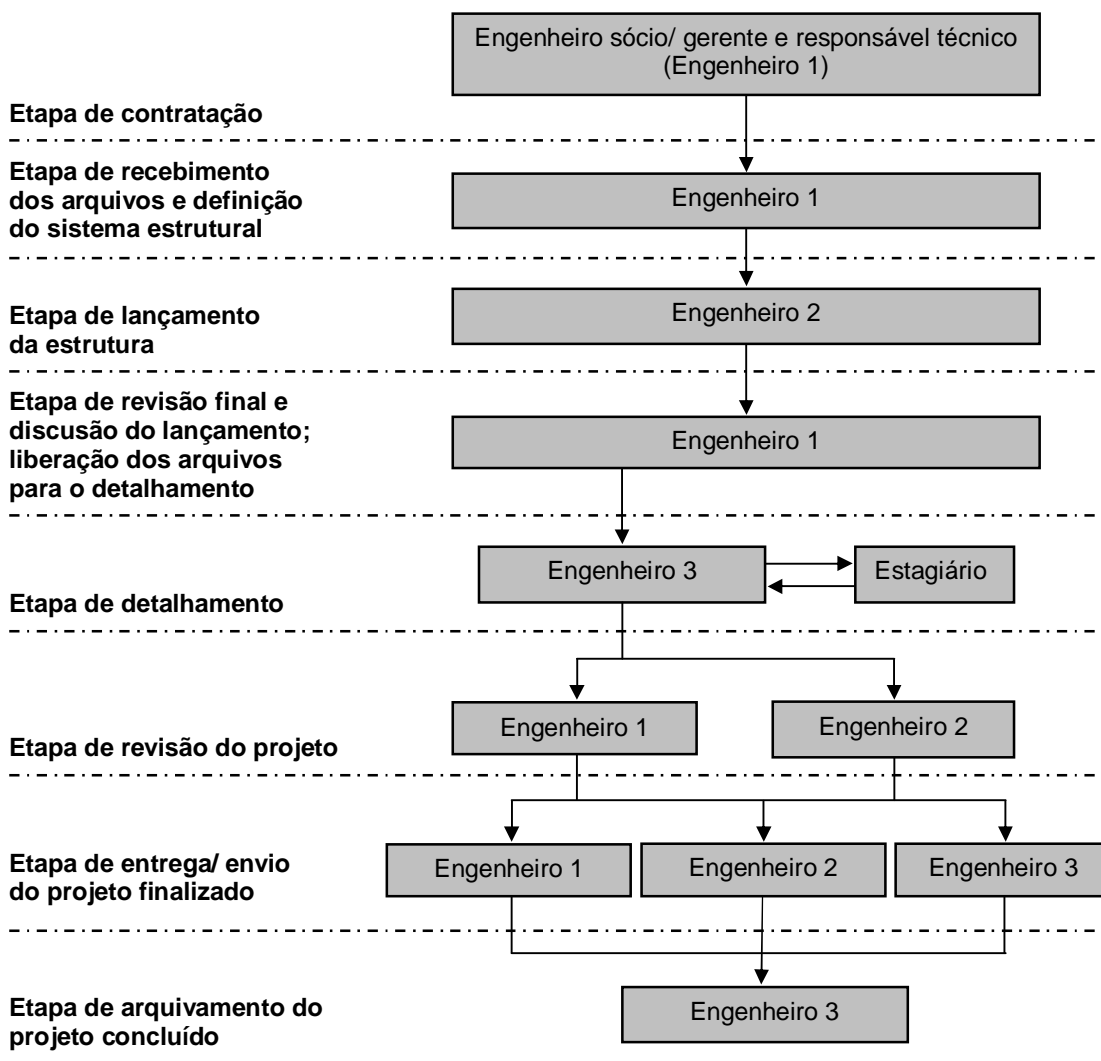 Engenheiro sócio/ gerente e responsável técnico
(Engenheiro 1)
Etapa de contratação
Etapa de recebimento
dos arquivos e definição
do sistema estrutural
Engenheiro 1
Etapa de lançamento
da estrutura
Engenheiro 2
Etapa de revisão final e
discusão do lançamento;
liberação dos arquivos
para o detalhamento
Engenheiro 1
Engenheiro 3
Estagiário
Etapa de detalhamento
Engenheiro 1
Engenheiro 2
Etapa de revisão do projeto
Etapa de entrega/ envio
do projeto finalizado
Engenheiro 1
Engenheiro 2
Engenheiro 3
Etapa de arquivamento do
projeto concluído
Engenheiro 3